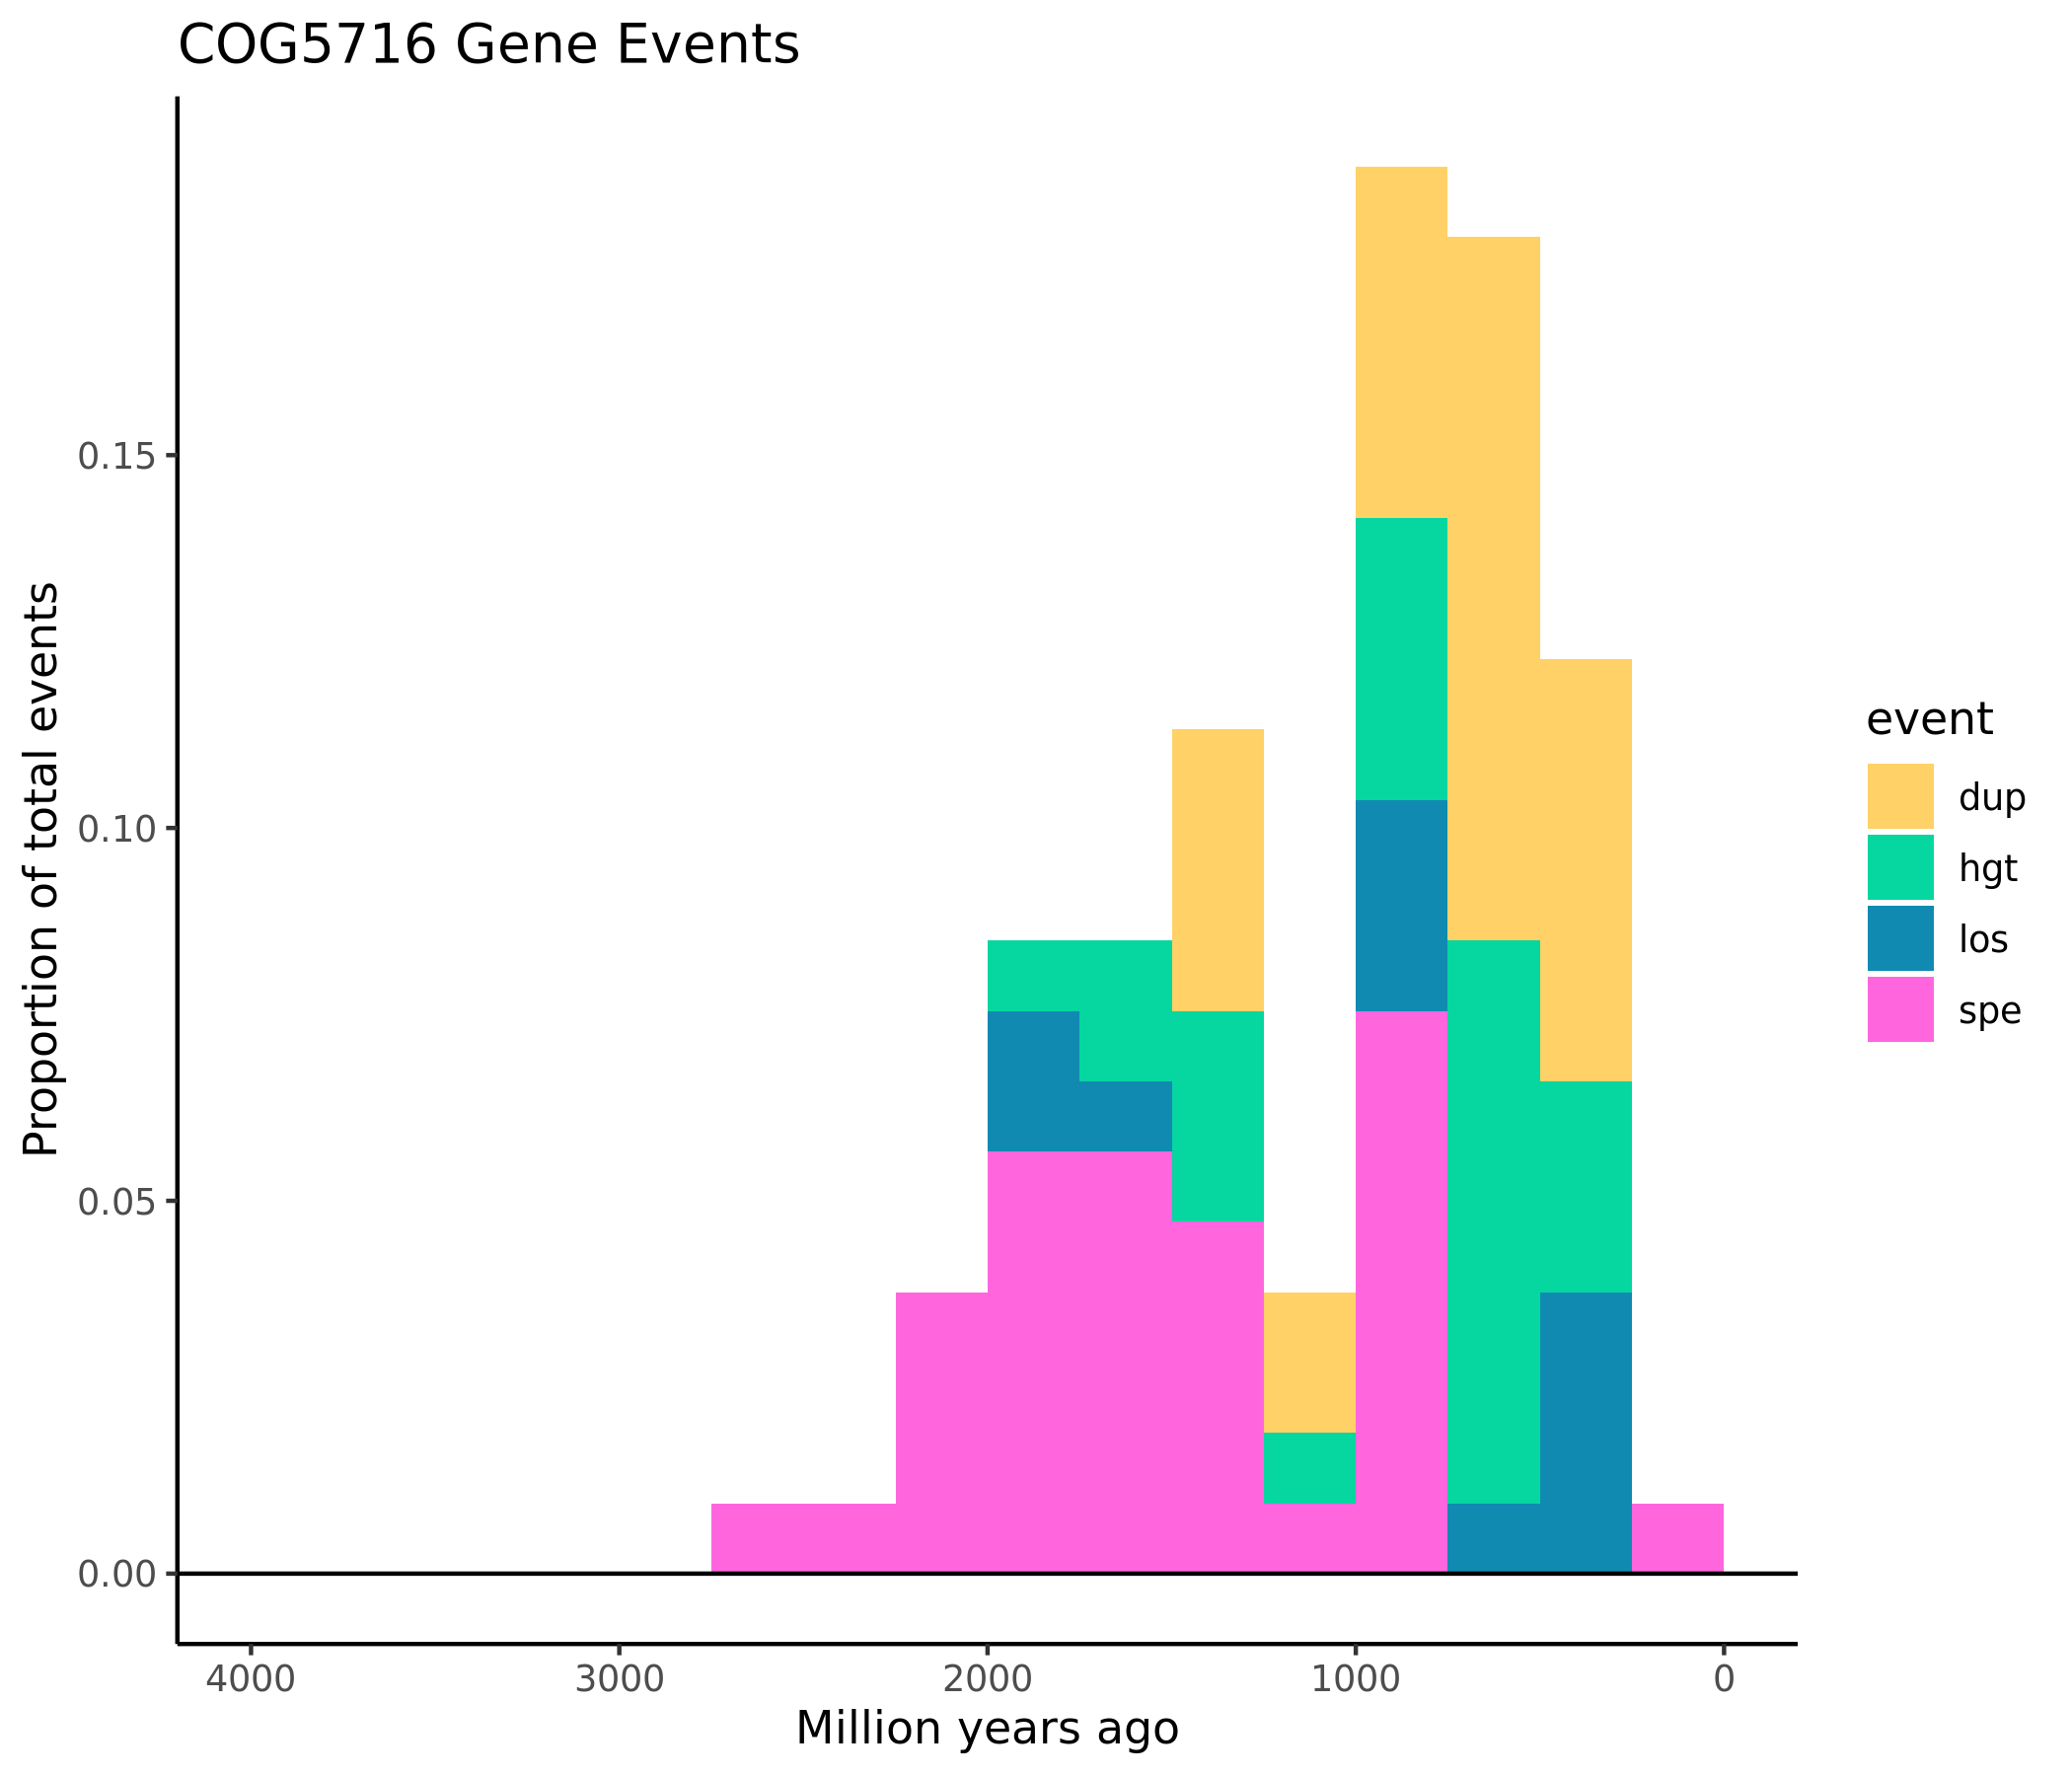 COG5716 Gene Events
Proportion of total events
0.15
0.10
0.05
0.00
4000 3000 2000 1000 0
Million years ago
event
dup
hgt
los
spe